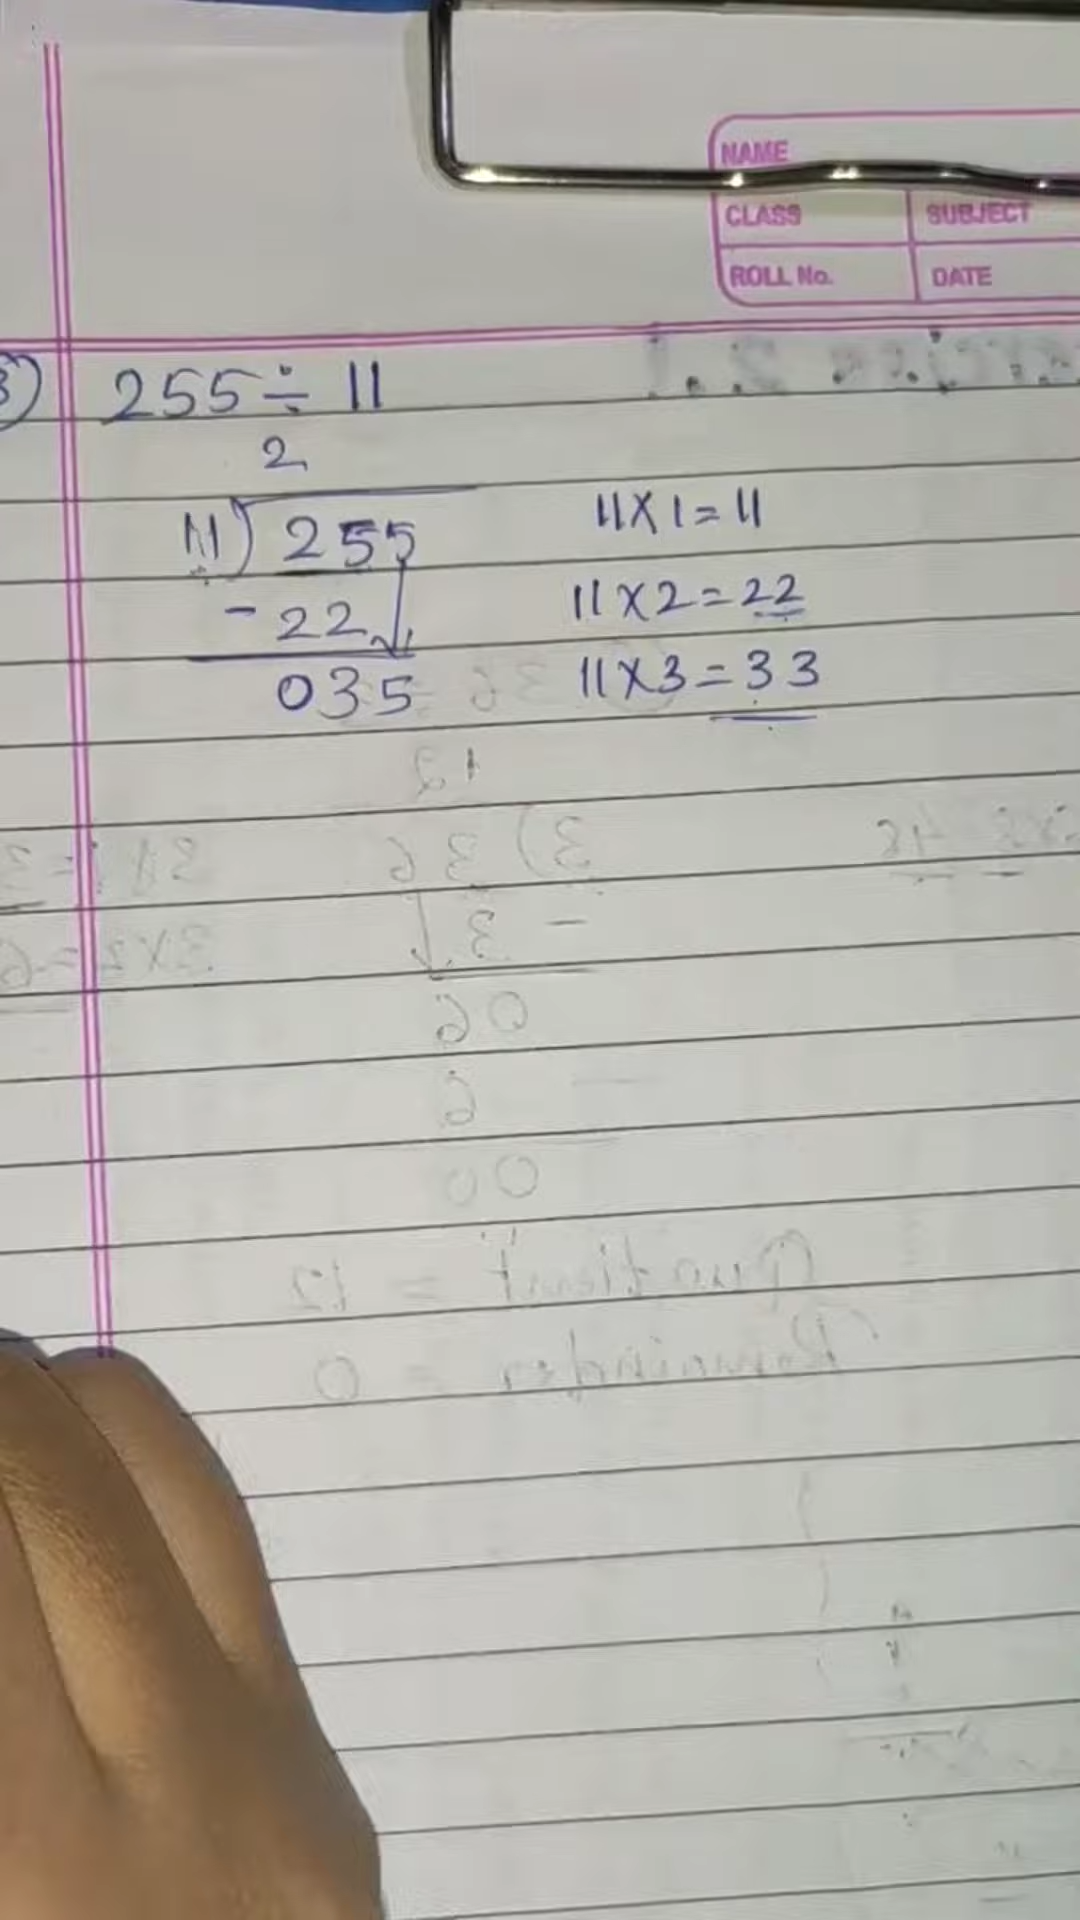 NAME
CLASS SUBJECT
ROLL No. DATE
3) 255 ÷ 11
2
11) 255 11 X 1 = 11
- 22 11 X 2 = 22
035 11 X 3 = 33